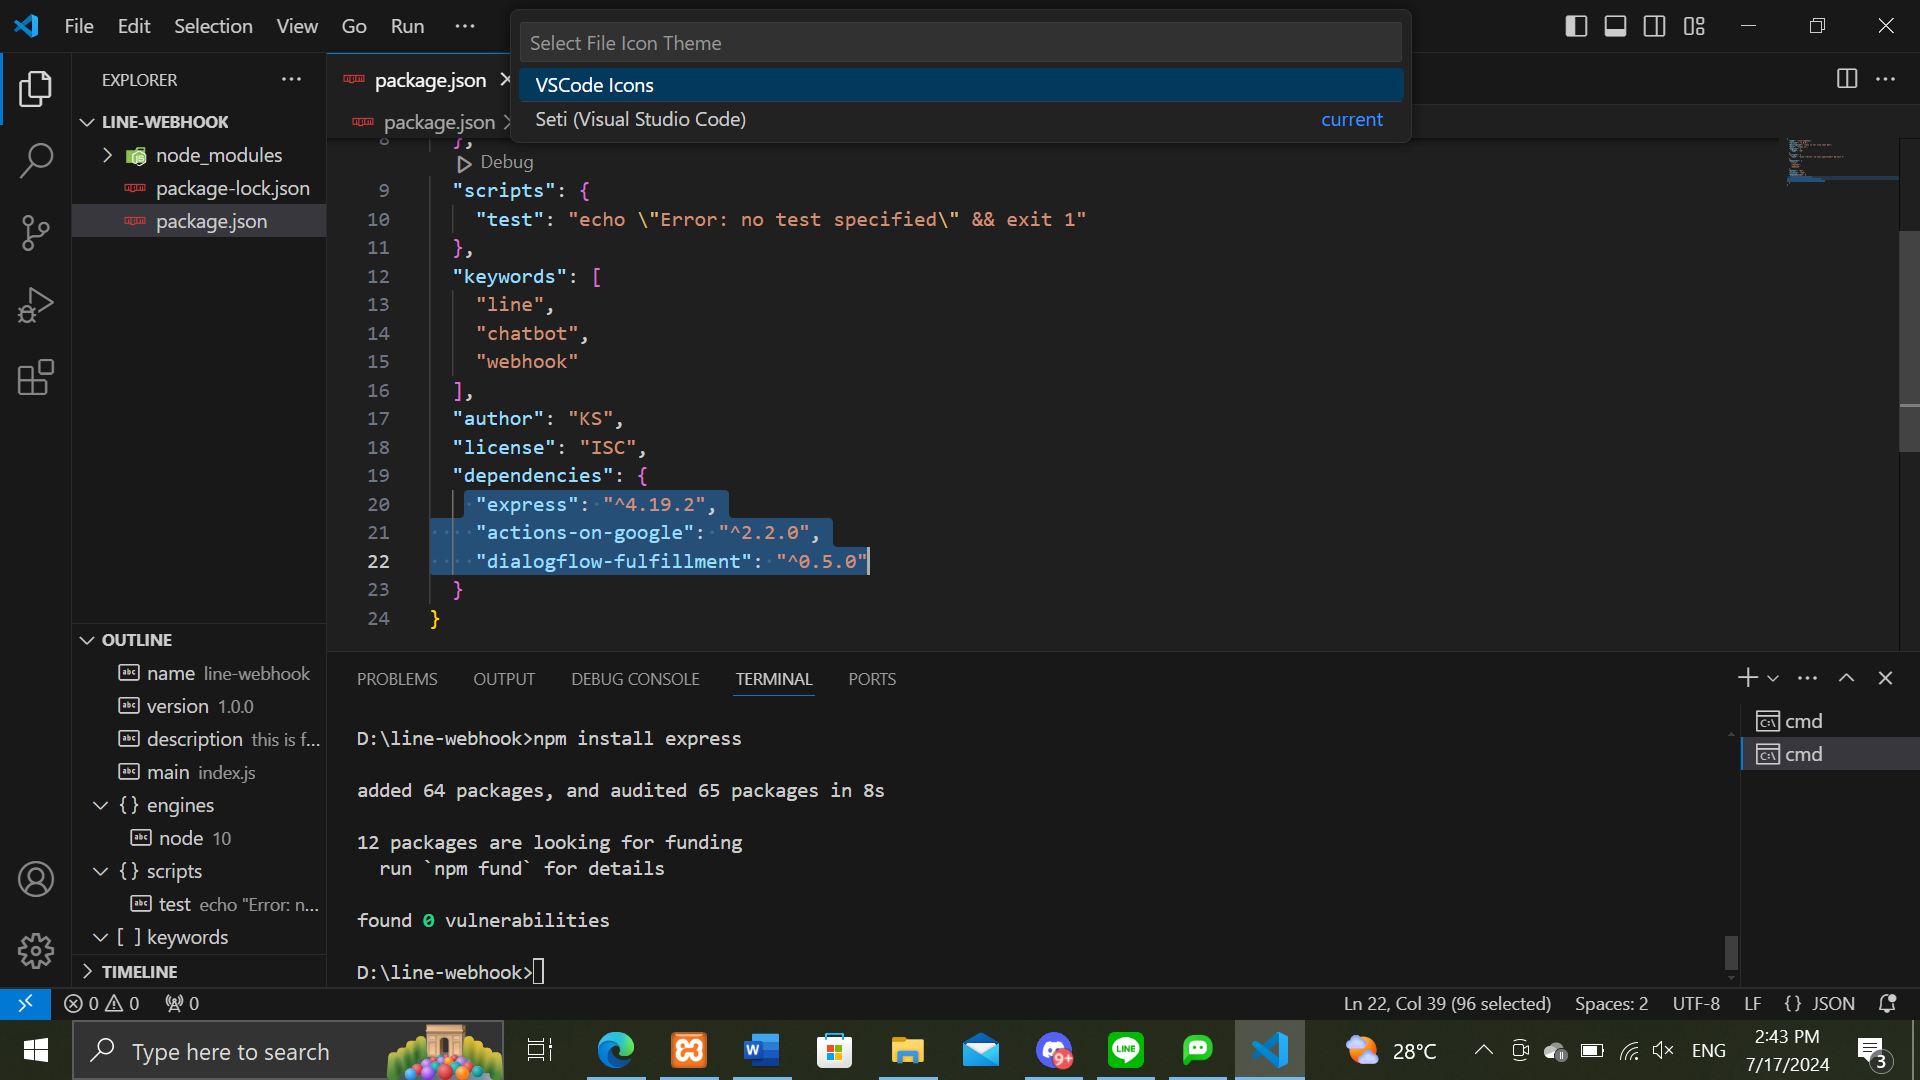 File Edit Selection View Go Run ···
Select File Icon Theme
VSCode Icons
Seti (Visual Studio Code) current
EXPLORER ···
LINE-WEBHOOK
node_modules
package-lock.json
package.json
package.json
package.json
8 },
Debug
9 "scripts": {
10 "test": "echo \"Error: no test specified\" && exit 1"
11 },
12 "keywords": [
13 "line",
14 "chatbot",
15 "webhook"
16 ],
17 "author": "KS",
18 "license": "ISC",
19 "dependencies": {
20 "express": "^4.19.2",
21 "actions-on-google": "^2.2.0",
22 "dialogflow-fulfillment": "^0.5.0"
23 }
24 }
OUTLINE
name line-webhook
version 1.0.0
description this is f...
main index.js
{} engines
node 10
{} scripts
test echo "Error: n...
[ ] keywords
TIMELINE
PROBLEMS OUTPUT DEBUG CONSOLE TERMINAL PORTS
D:\line-webhook>npm install express
added 64 packages, and audited 65 packages in 8s
12 packages are looking for funding
run `npm fund` for details
found 0 vulnerabilities
D:\line-webhook>
cmd
cmd
0 0 0
Ln 22, Col 39 (96 selected) Spaces: 2 UTF-8 LF {} JSON
Type here to search
9+
LINE
28°C
ENG
2:43 PM
7/17/2024
3